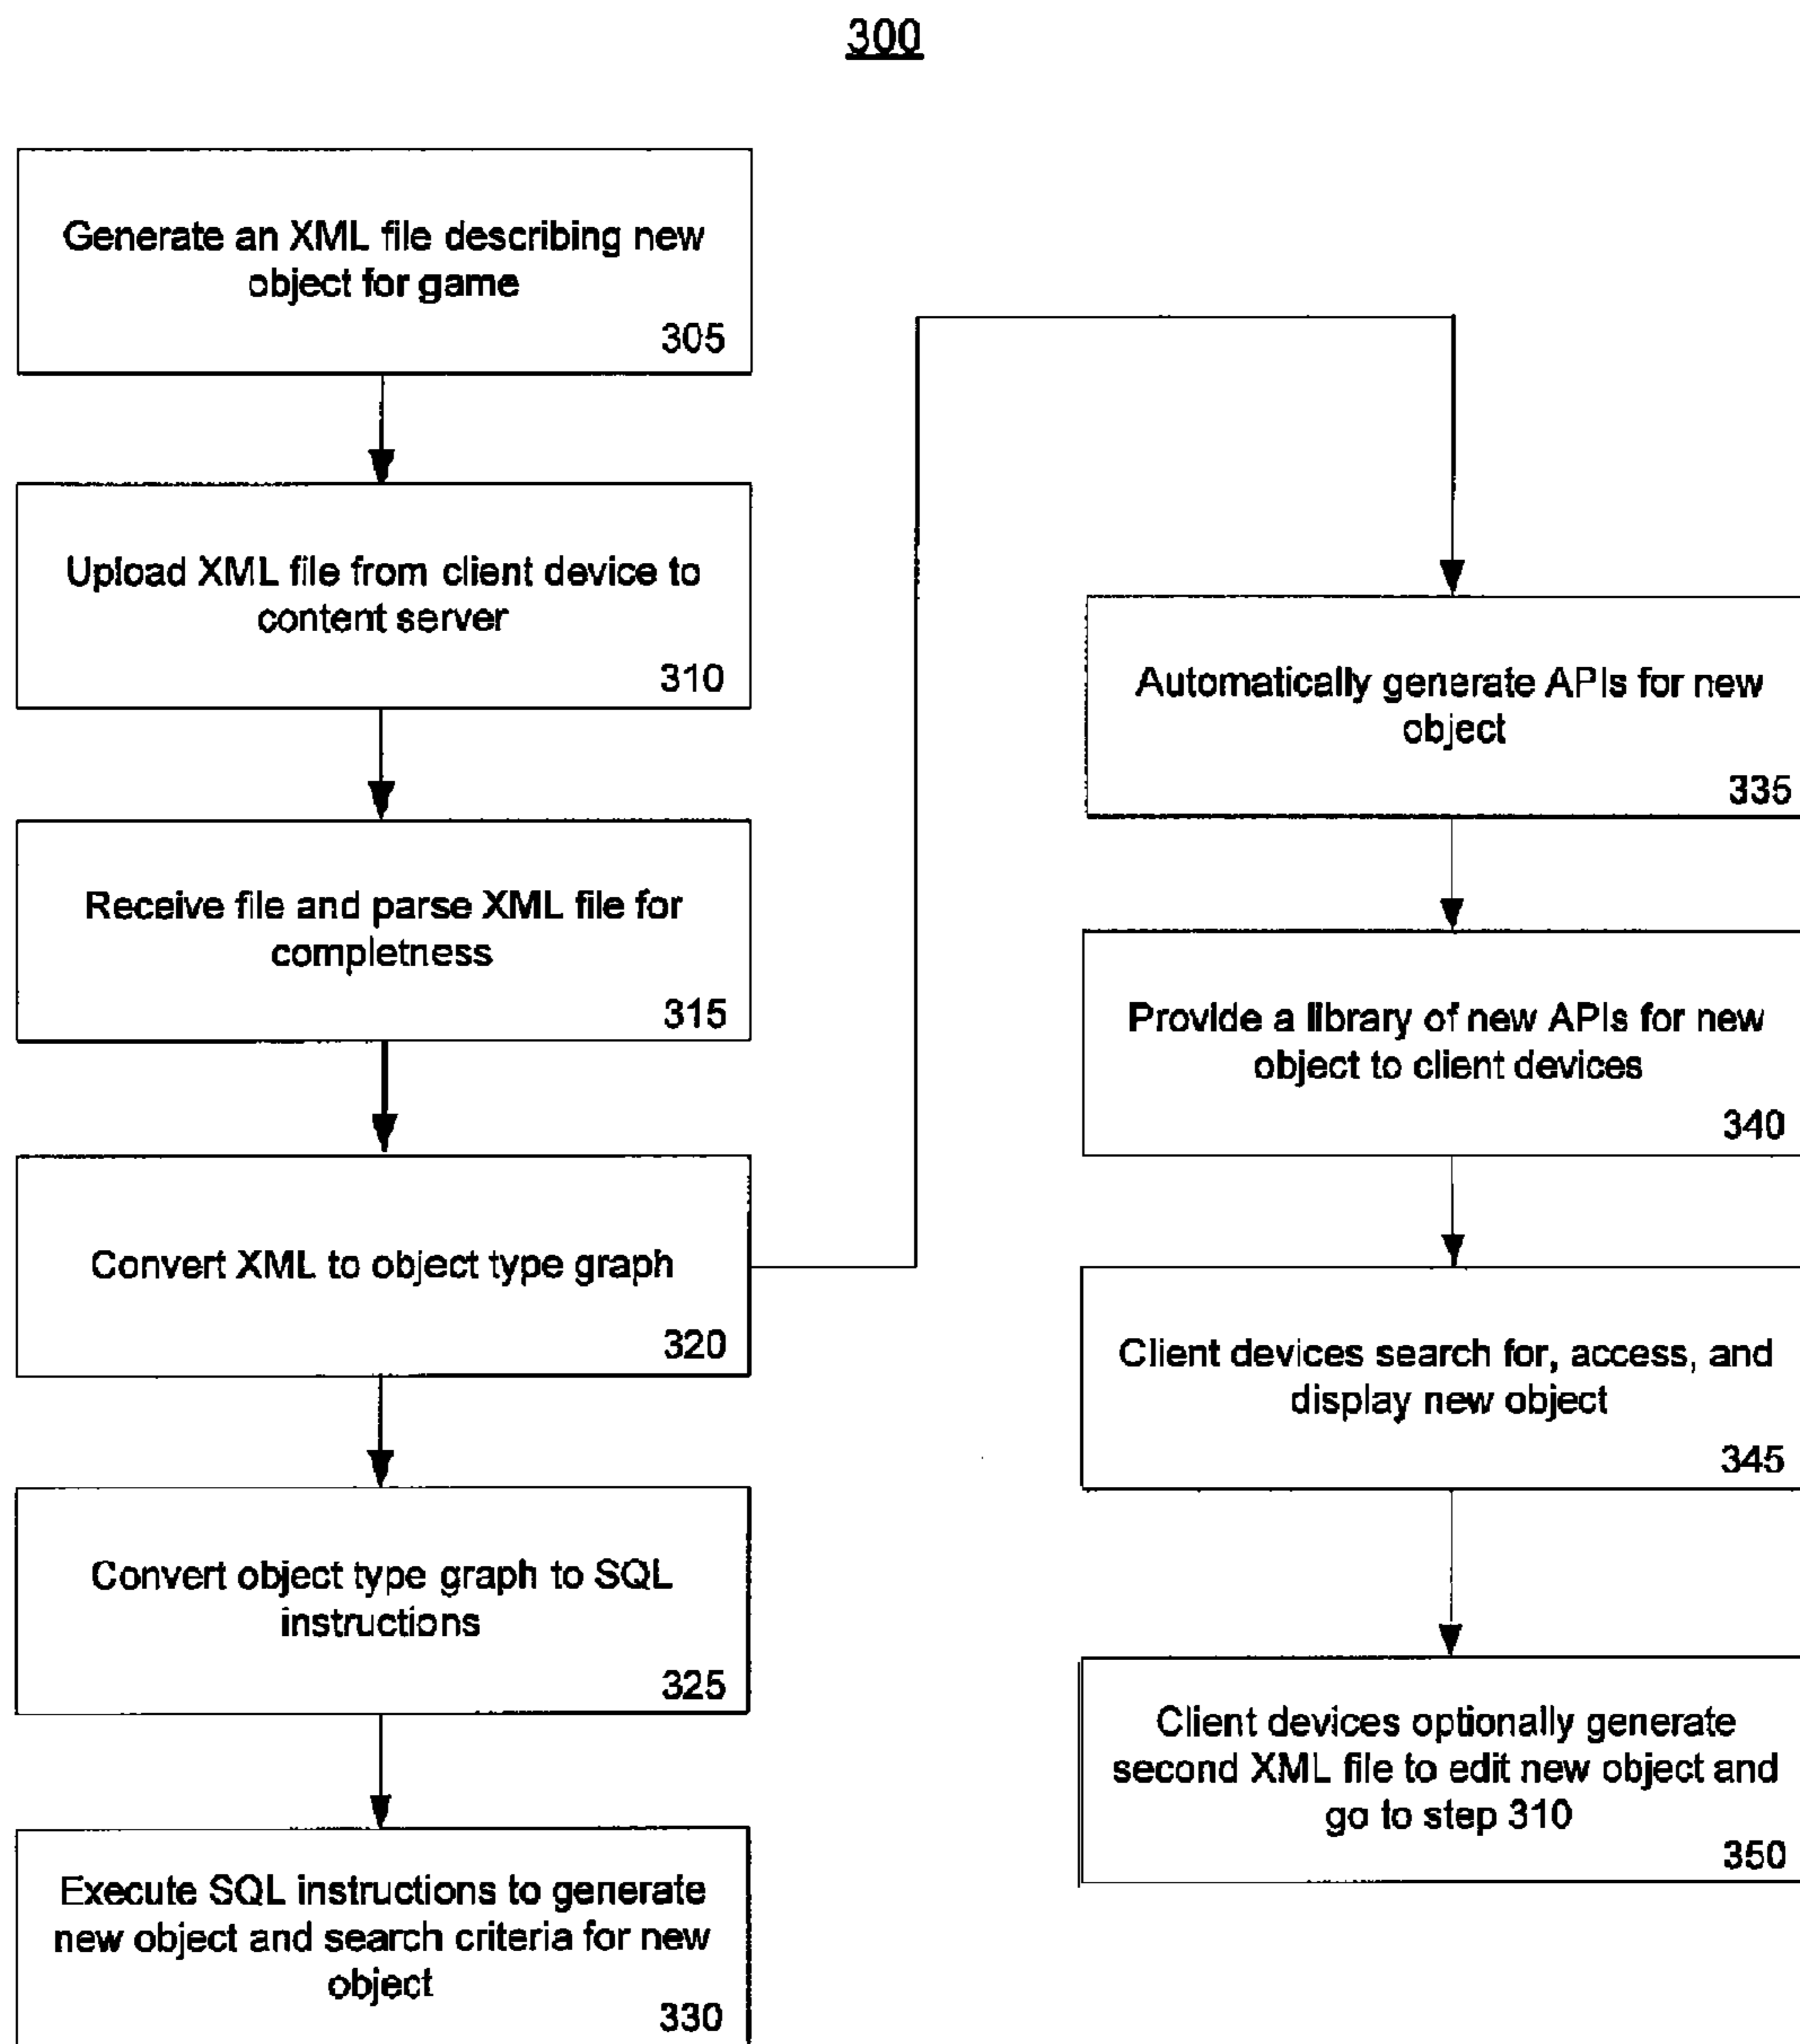 300
Generate an XML file describing new
object for game
305
Upload XML file from client device to
content server
310
Receive file and parse XML file for
completness
315
Convert XML to object type graph
320
Convert object type graph to SQL
instructions
325
Execute SQL instructions to generate
new object and search criteria for new
object
330
Automatically generate APIs for new
object
335
Provide a library of new APIs for new
object to client devices
340
Client devices search for, access, and
display new object
345
Client devices optionally generate
second XML file to edit new object and
go to step 310
350